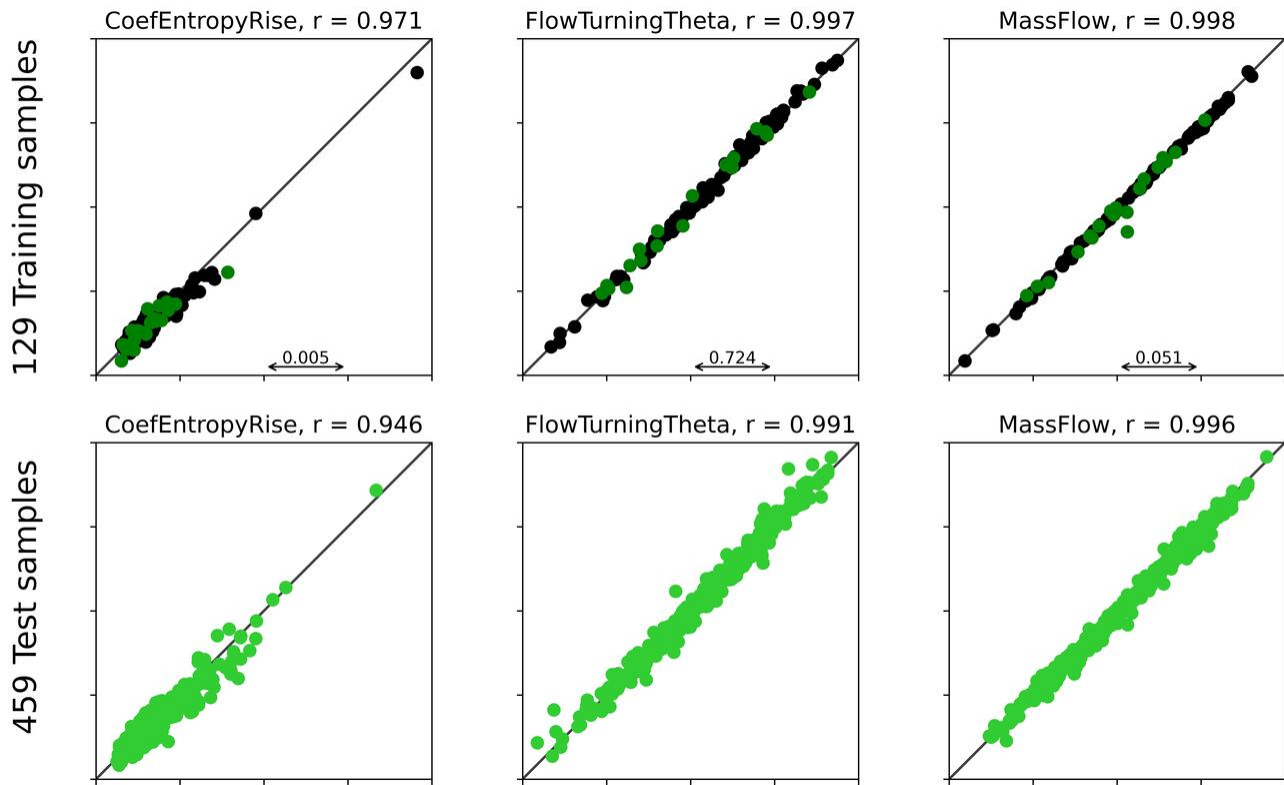 CoefEntropyRise, r = 0.971
FlowTurningTheta, r = 0.997
MassFlow, r = 0.998
129 Training samples
0.005
0.724
0.051
CoefEntropyRise, r = 0.946
FlowTurningTheta, r = 0.991
MassFlow, r = 0.996
459 Test samples